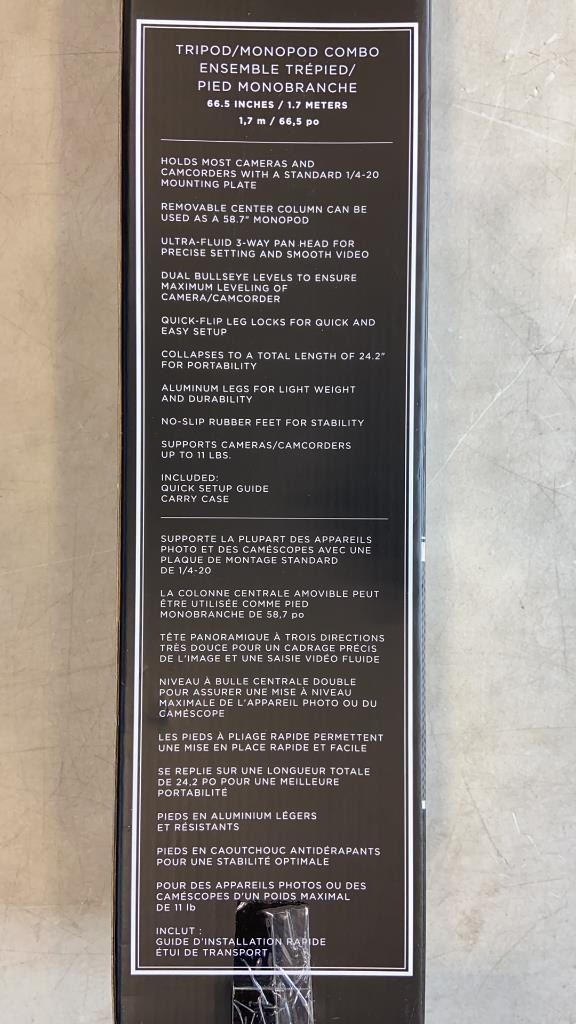 TRIPOD/MONOPOD COMBO
ENSEMBLE TRÉPIED/
PIED MONOBRANCHE
66.5 INCHES / 1.7 METERS
1,7 m / 66,5 po
HOLDS MOST CAMERAS AND
CAMCORDERS WITH A STANDARD 1/4-20
MOUNTING PLATE
REMOVABLE CENTER COLUMN CAN BE
USED AS A 58.7" MONOPOD
ULTRA-FLUID 3-WAY PAN HEAD FOR
PRECISE SETTING AND SMOOTH VIDEO
DUAL BULLSEYE LEVELS TO ENSURE
MAXIMUM LEVELING OF
CAMERA/CAMCORDER
QUICK-FLIP LEG LOCKS FOR QUICK AND
EASY SETUP
COLLAPSES TO A TOTAL LENGTH OF 24.2"
FOR PORTABILITY
ALUMINUM LEGS FOR LIGHT WEIGHT
AND DURABILITY
NO-SLIP RUBBER FEET FOR STABILITY
SUPPORTS CAMERAS/CAMCORDERS
UP TO 11 LBS.
INCLUDED:
QUICK SETUP GUIDE
CARRY CASE
SUPPORTE LA PLUPART DES APPAREILS
PHOTO ET DES CAMÉSCOPES AVEC UNE
PLAQUE DE MONTAGE STANDARD
DE 1/4-20
LA COLONNE CENTRALE AMOVIBLE PEUT
ÊTRE UTILISÉE COMME PIED
MONOBRANCHE DE 58,7 po
TÊTE PANORAMIQUE À TROIS DIRECTIONS
TRÈS DOUCE POUR UN CADRAGE PRÉCIS
DE L'IMAGE ET UNE SAISIE VIDÉO FLUIDE
NIVEAU À BULLE CENTRALE DOUBLE
POUR ASSURER UNE MISE À NIVEAU
MAXIMALE DE L'APPAREIL PHOTO OU DU
CAMÉSCOPE
LES PIEDS À PLIAGE RAPIDE PERMETTENT
UNE MISE EN PLACE RAPIDE ET FACILE
SE REPLIE SUR UNE LONGUEUR TOTALE
DE 24,2 PO POUR UNE MEILLEURE
PORTABILITÉ
PIEDS EN ALUMINIUM LÉGERS
ET RÉSISTANTS
PIEDS EN CAOUTCHOUC ANTIDÉRAPANTS
POUR UNE STABILITÉ OPTIMALE
POUR DES APPAREILS PHOTOS OU DES
CAMÉSCOPES D'UN POIDS MAXIMAL
DE 11 lb
INCLUT :
GUIDE D'INSTALLATION RAPIDE
ÉTUI DE TRANSPORT